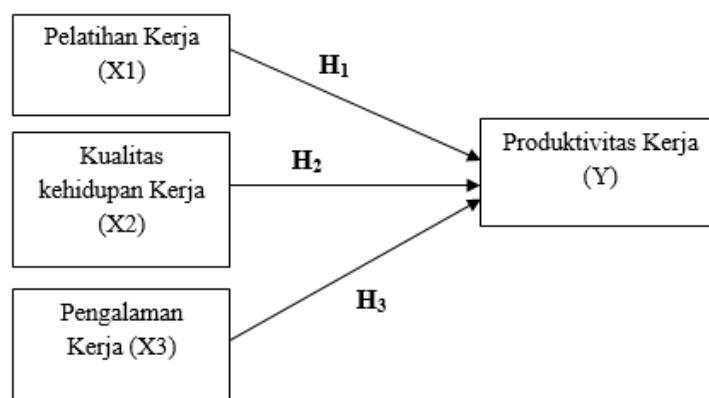 Pelatihan Kerja
(X1)
H1
Kualitas
kehidupan Kerja
(X2)
H2
Produktivitas Kerja
(Y)
Pengalaman
Kerja (X3)
H3